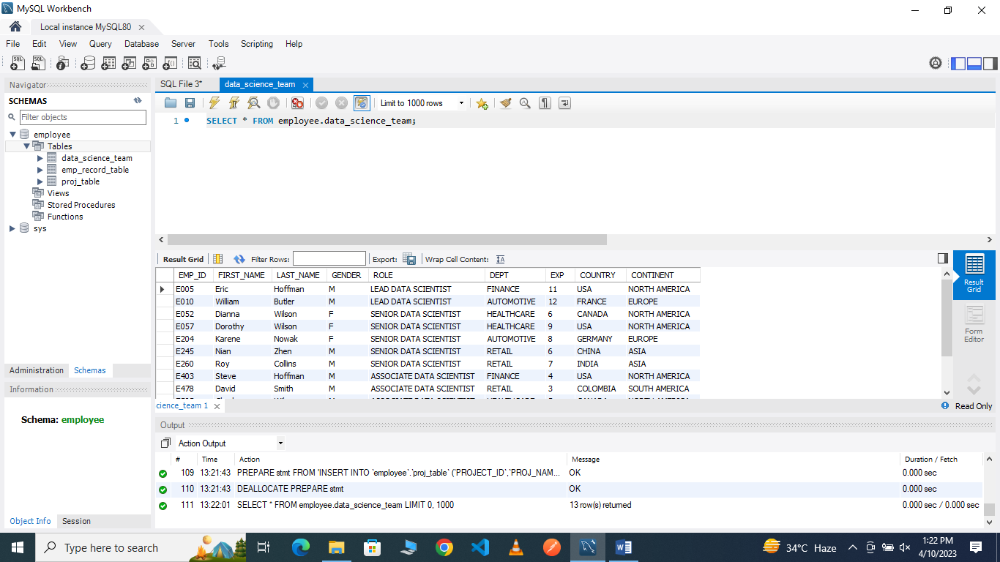 MySQL Workbench
Local instance MySQL80
File Edit View Query Database Server Tools Scripting Help
Navigator
SCHEMAS
Filter objects
employee
Tables
data_science_team
emp_record_table
proj_table
Views
Stored Procedures
Functions
sys
Administration Schemas
Information
Schema: employee
Object Info Session
SQL File 3* data_science_team
Limit to 1000 rows
1 SELECT * FROM employee.data_science_team;
Result Grid Filter Rows: Export: Wrap Cell Content:
EMP_ID FIRST_NAME LAST_NAME GENDER ROLE DEPT EXP COUNTRY CONTINENT
E005 Eric Hoffman M LEAD DATA SCIENTIST FINANCE 11 USA NORTH AMERICA
E010 William Butler M LEAD DATA SCIENTIST AUTOMOTIVE 12 FRANCE EUROPE
E052 Dianna Wilson F SENIOR DATA SCIENTIST HEALTHCARE 6 CANADA NORTH AMERICA
E057 Dorothy Wilson F SENIOR DATA SCIENTIST HEALTHCARE 9 USA NORTH AMERICA
E204 Karene Nowak F SENIOR DATA SCIENTIST AUTOMOTIVE 8 GERMANY EUROPE
E245 Nian Zhen M SENIOR DATA SCIENTIST RETAIL 6 CHINA ASIA
E260 Roy Collins M SENIOR DATA SCIENTIST RETAIL 7 INDIA ASIA
E403 Steve Hoffman M ASSOCIATE DATA SCIENTIST FINANCE 4 USA NORTH AMERICA
E478 David Smith M ASSOCIATE DATA SCIENTIST RETAIL 3 COLOMBIA SOUTH AMERICA
Result
Grid
Form
Editor
cience_team 1
Read Only
Output
Action Output
# Time Action Message Duration / Fetch
109 13:21:43 PREPARE stmt FROM 'INSERT INTO `employee`.`proj_table` (`PROJECT_ID`,`PROJ_NAM... OK 0.000 sec
110 13:21:43 DEALLOCATE PREPARE stmt OK 0.000 sec
111 13:22:01 SELECT * FROM employee.data_science_team LIMIT 0, 1000 13 row(s) returned 0.000 sec / 0.000 sec
Type here to search
34°C Haze
1:22 PM
4/10/2023